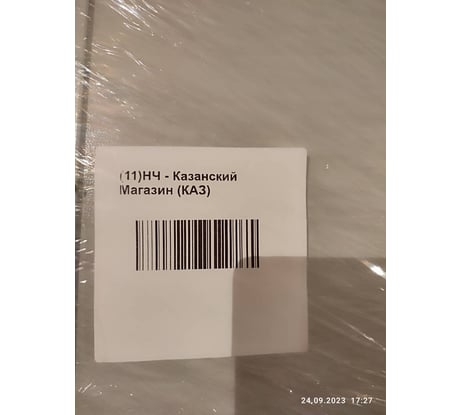 (11)НЧ - Казанский
Магазин (КАЗ)
24,09.2023 17:27